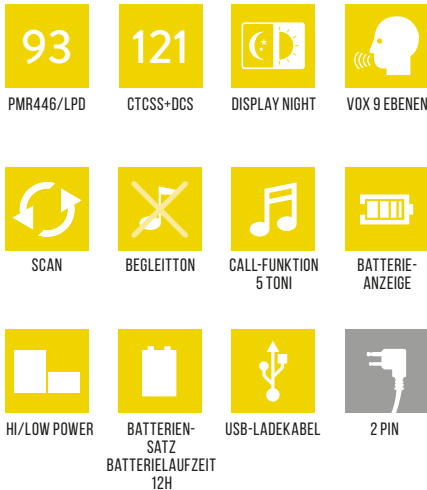 93
121
PMR446/LPD
CTCSS+DCS
DISPLAY NIGHT
VOX 9 EBENEN
SCAN
BEGLEITTON
CALL-FUNKTION
5 TONI
BATTERIE-
ANZEIGE
HI/LOW POWER
BATTERIEN-
SATZ
BATTERIELAUFZEIT
12H
USB-LADEKABEL
2 PIN